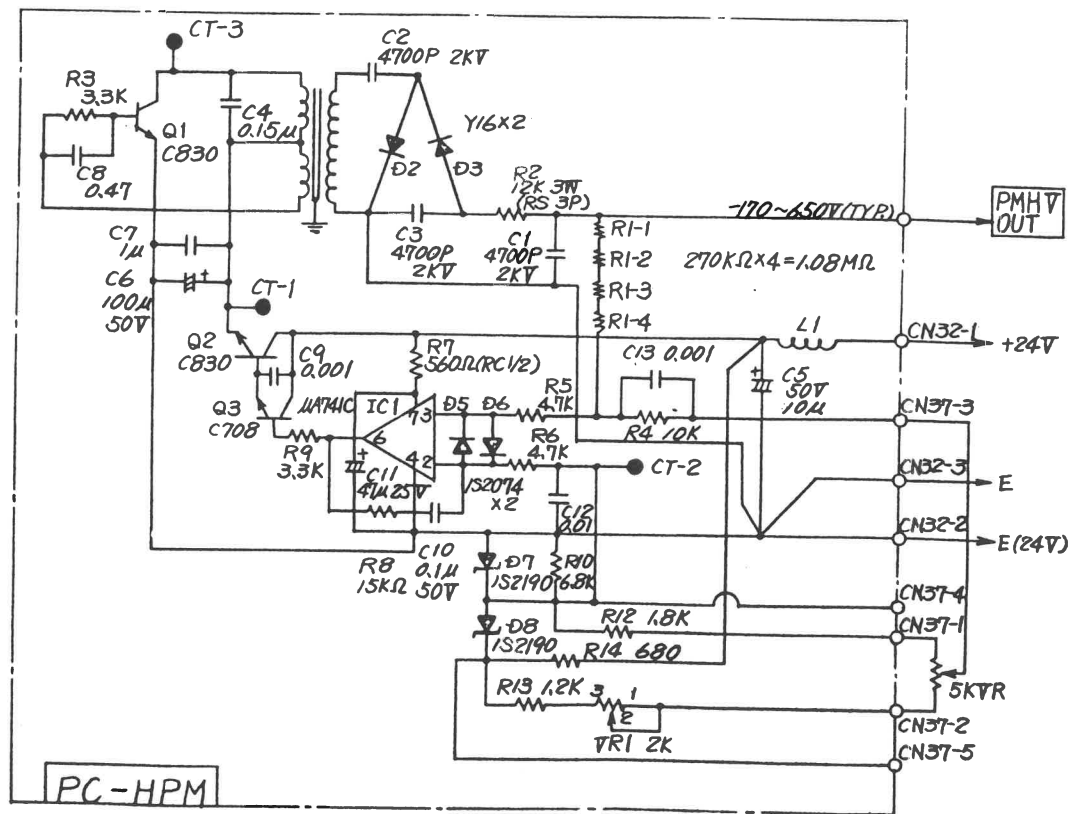 CT-3
C2
4700P 2KV
R3
3.3K
Q1
C830
C4
0.15μ
Y16×2
D2
D3
C8
0.47
R2
12K 3W
(RS 3P)
-170~650V(TYP.)
PMHV
OUT
C7
1μ
C3
4700P
2KV
C1
4700P
2KV
R1-1
R1-2
R1-3
R1-4
270KΩ×4=1.08MΩ
C6
100μ
50V
CT-1
L1
CN32-1
+24V
Q2
C830
C9
0.001
R7
560Ω(RC1/2)
C13 0.001
C5
50V
10μ
Q3
C708
μA741C
IC1
7
3
6
4
2
D5
D6
R5
4.7K
R4 10K
CN37-3
R6
4.7K
CT-2
R9
3.3K
C11
47μ25V
1S2074
×2
C12
0.01
CN32-3
E
CN32-2
E(24V)
R8
15KΩ
C10
0.1μ
50V
D7
1S2190
R10
6.8K
CN37-4
R12 1.8K
CN37-1
D8
1S2190
R14 680
5KVR
R13 1.2K
3
1
2
VR1 2K
CN37-2
CN37-5
PC-HPM